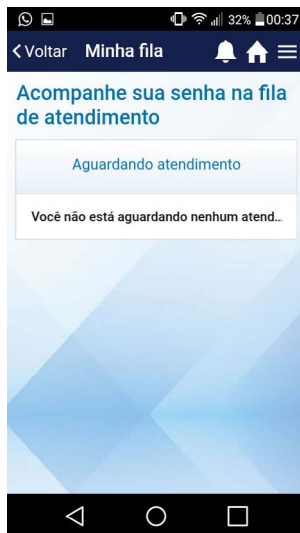 32% 00:37
Voltar Minha fila
Acompanhe sua senha na fila
de atendimento
Aguardando atendimento
Você não está aguardando nenhum atend...